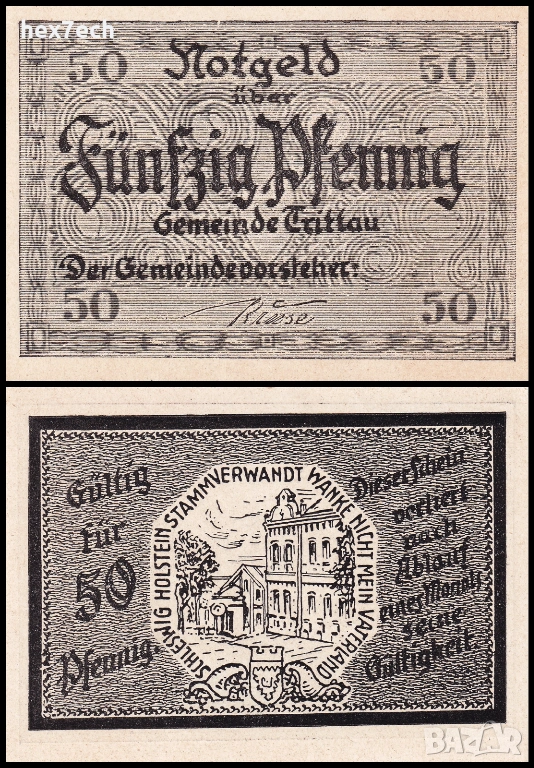 hex7ech
50 Notgeld 50
über
Fünfzig Pfennig
Gemeinde Trittau
Der Gemeindevorsteher:
50 50
Gültig
für
50
Pfennig.
SCHLESWIG HOLSTEIN STAMMVERWANDT WANKE NICHT MEIN VATERLAND
Dieser Schein
verliert
nach
Ablauf
eines Monats
seine
Gültigkeit.
BAZAR